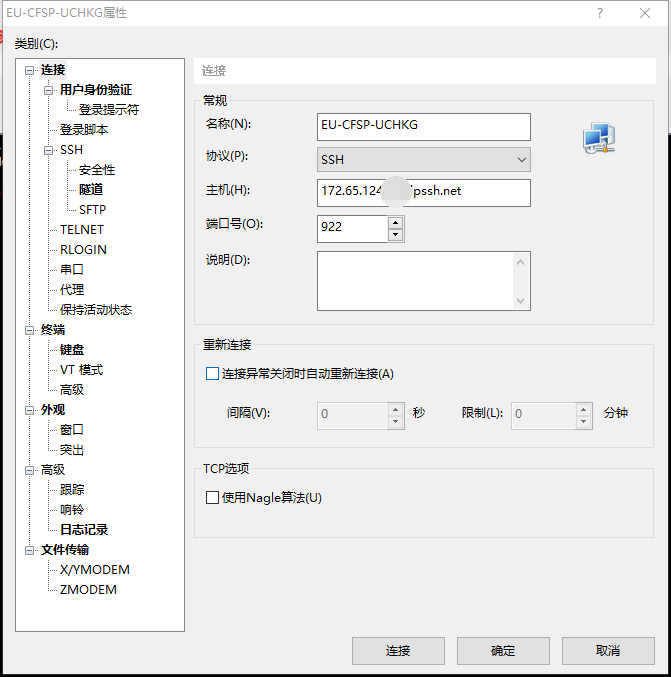 EU-CFSP-UCHKG属性
类别(C):
连接
用户身份验证
登录提示符
登录脚本
SSH
安全性
隧道
SFTP
TELNET
RLOGIN
串口
代理
保持活动状态
终端
键盘
VT 模式
高级
外观
窗口
突出
高级
跟踪
响铃
日志记录
文件传输
X/YMODEM
ZMODEM
连接
常规
名称(N):
EU-CFSP-UCHKG
协议(P):
SSH
主机(H):
172.65.124 pssh.net
端口号(O):
922
说明(D):
重新连接
连接异常关闭时自动重新连接(A)
间隔(V): 0 秒 限制(L): 0 分钟
TCP选项
使用Nagle算法(U)
连接 确定 取消